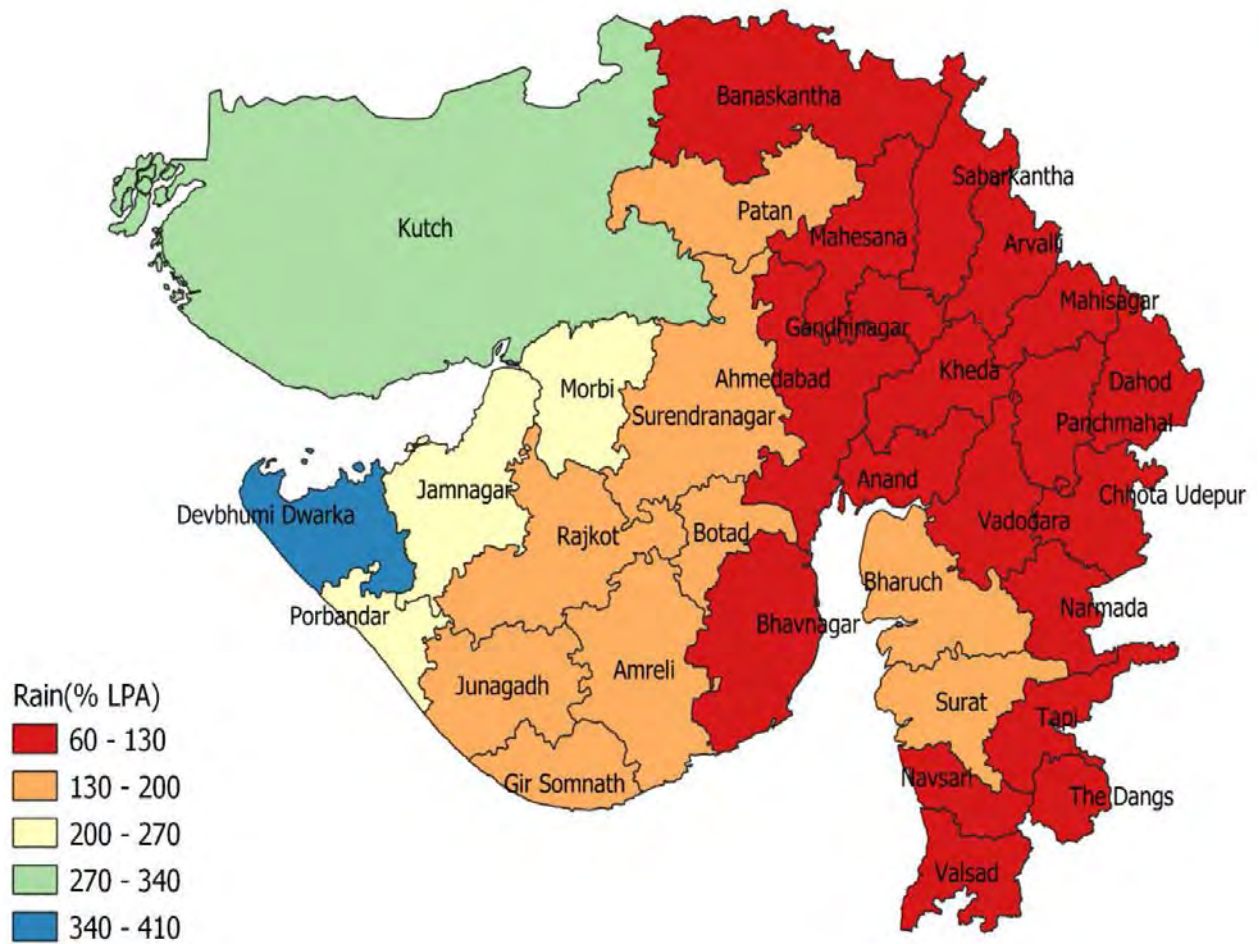 Banaskantha
Sabarkantha
Patan
Kutch
Mahesana
Arvalli
Mahisagar
Gandhinagar
Kheda
Ahmedabad
Dahod
Morbi
Surendranagar
Panchmahal
Anand
Jamnagar
Chhota Udepur
Devbhumi Dwarka
Vadodara
Rajkot
Botad
Bharuch
Narmada
Porbandar
Bhavnagar
Amreli
Junagadh
Surat
Tapi
Gir Somnath
Navsari
The Dangs
Valsad
Rain(% LPA)
60 - 130
130 - 200
200 - 270
270 - 340
340 - 410